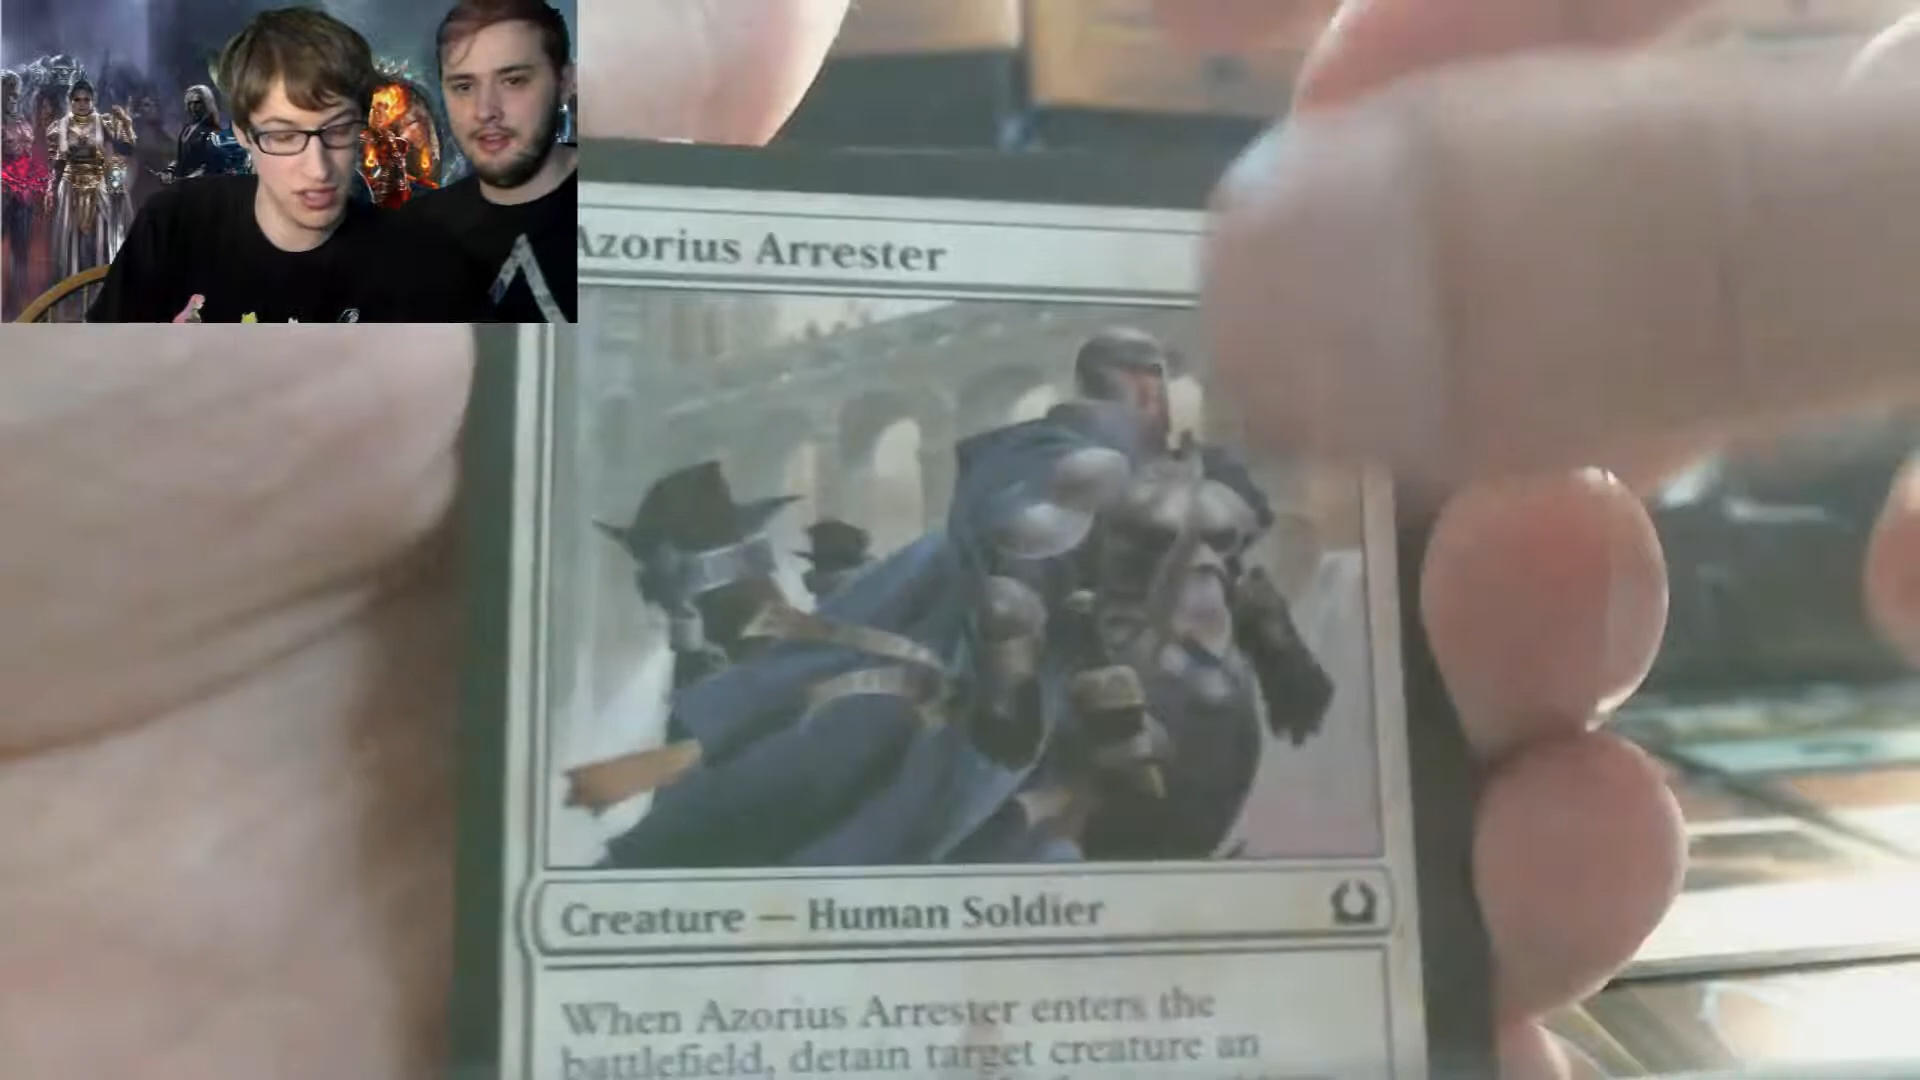 Azorius Arrester
Creature — Human Soldier
When Azorius Arrester enters the
battlefield, detain target creature an